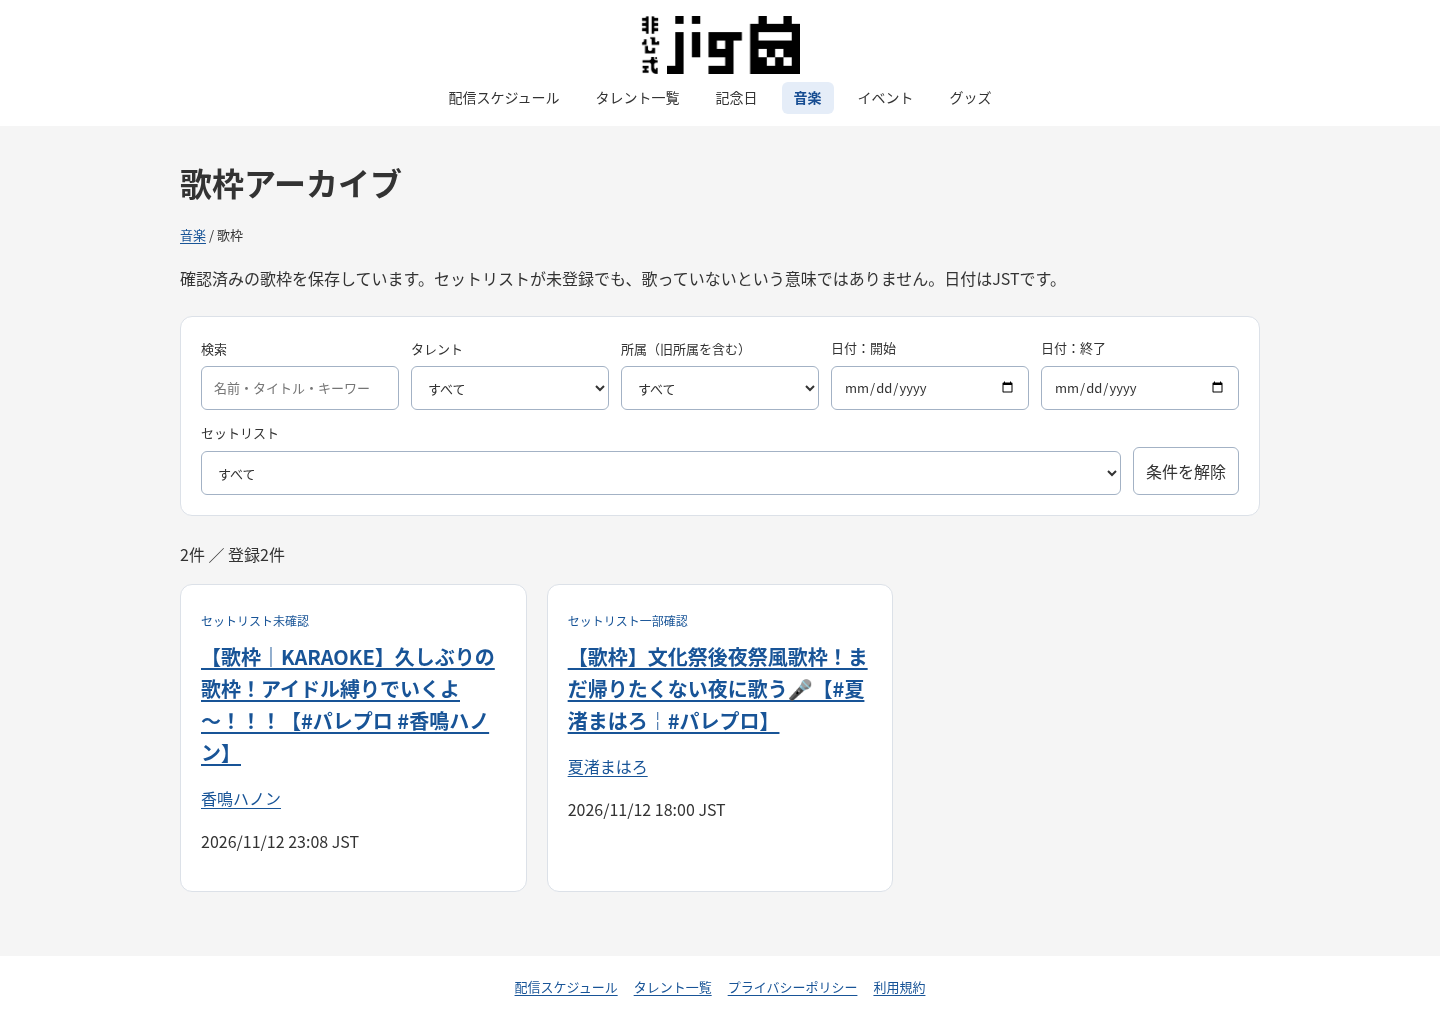 非公式 jig
配信スケジュール タレント一覧 記念日 音楽 イベント グッズ
歌枠アーカイブ
音楽 / 歌枠
確認済みの歌枠を保存しています。セットリストが未登録でも、歌っていないという意味ではありません。日付はJSTです。
検索 タレント 所属（旧所属を含む） 日付：開始 日付：終了
名前・タイトル・キーワー すべて すべて mm/dd/yyyy mm/dd/yyyy
セットリスト
すべて 条件を解除
2件 ／ 登録2件
セットリスト未確認
【歌枠｜KARAOKE】久しぶりの
歌枠！アイドル縛りでいくよ
～！！！【#パレプロ #香鳴ハノ
ン】
香鳴ハノン
2026/11/12 23:08 JST
セットリスト一部確認
【歌枠】文化祭後夜祭風歌枠！ま
だ帰りたくない夜に歌う🎤【#夏
渚まはろ￤#パレプロ】
夏渚まはろ
2026/11/12 18:00 JST
配信スケジュール タレント一覧 プライバシーポリシー 利用規約